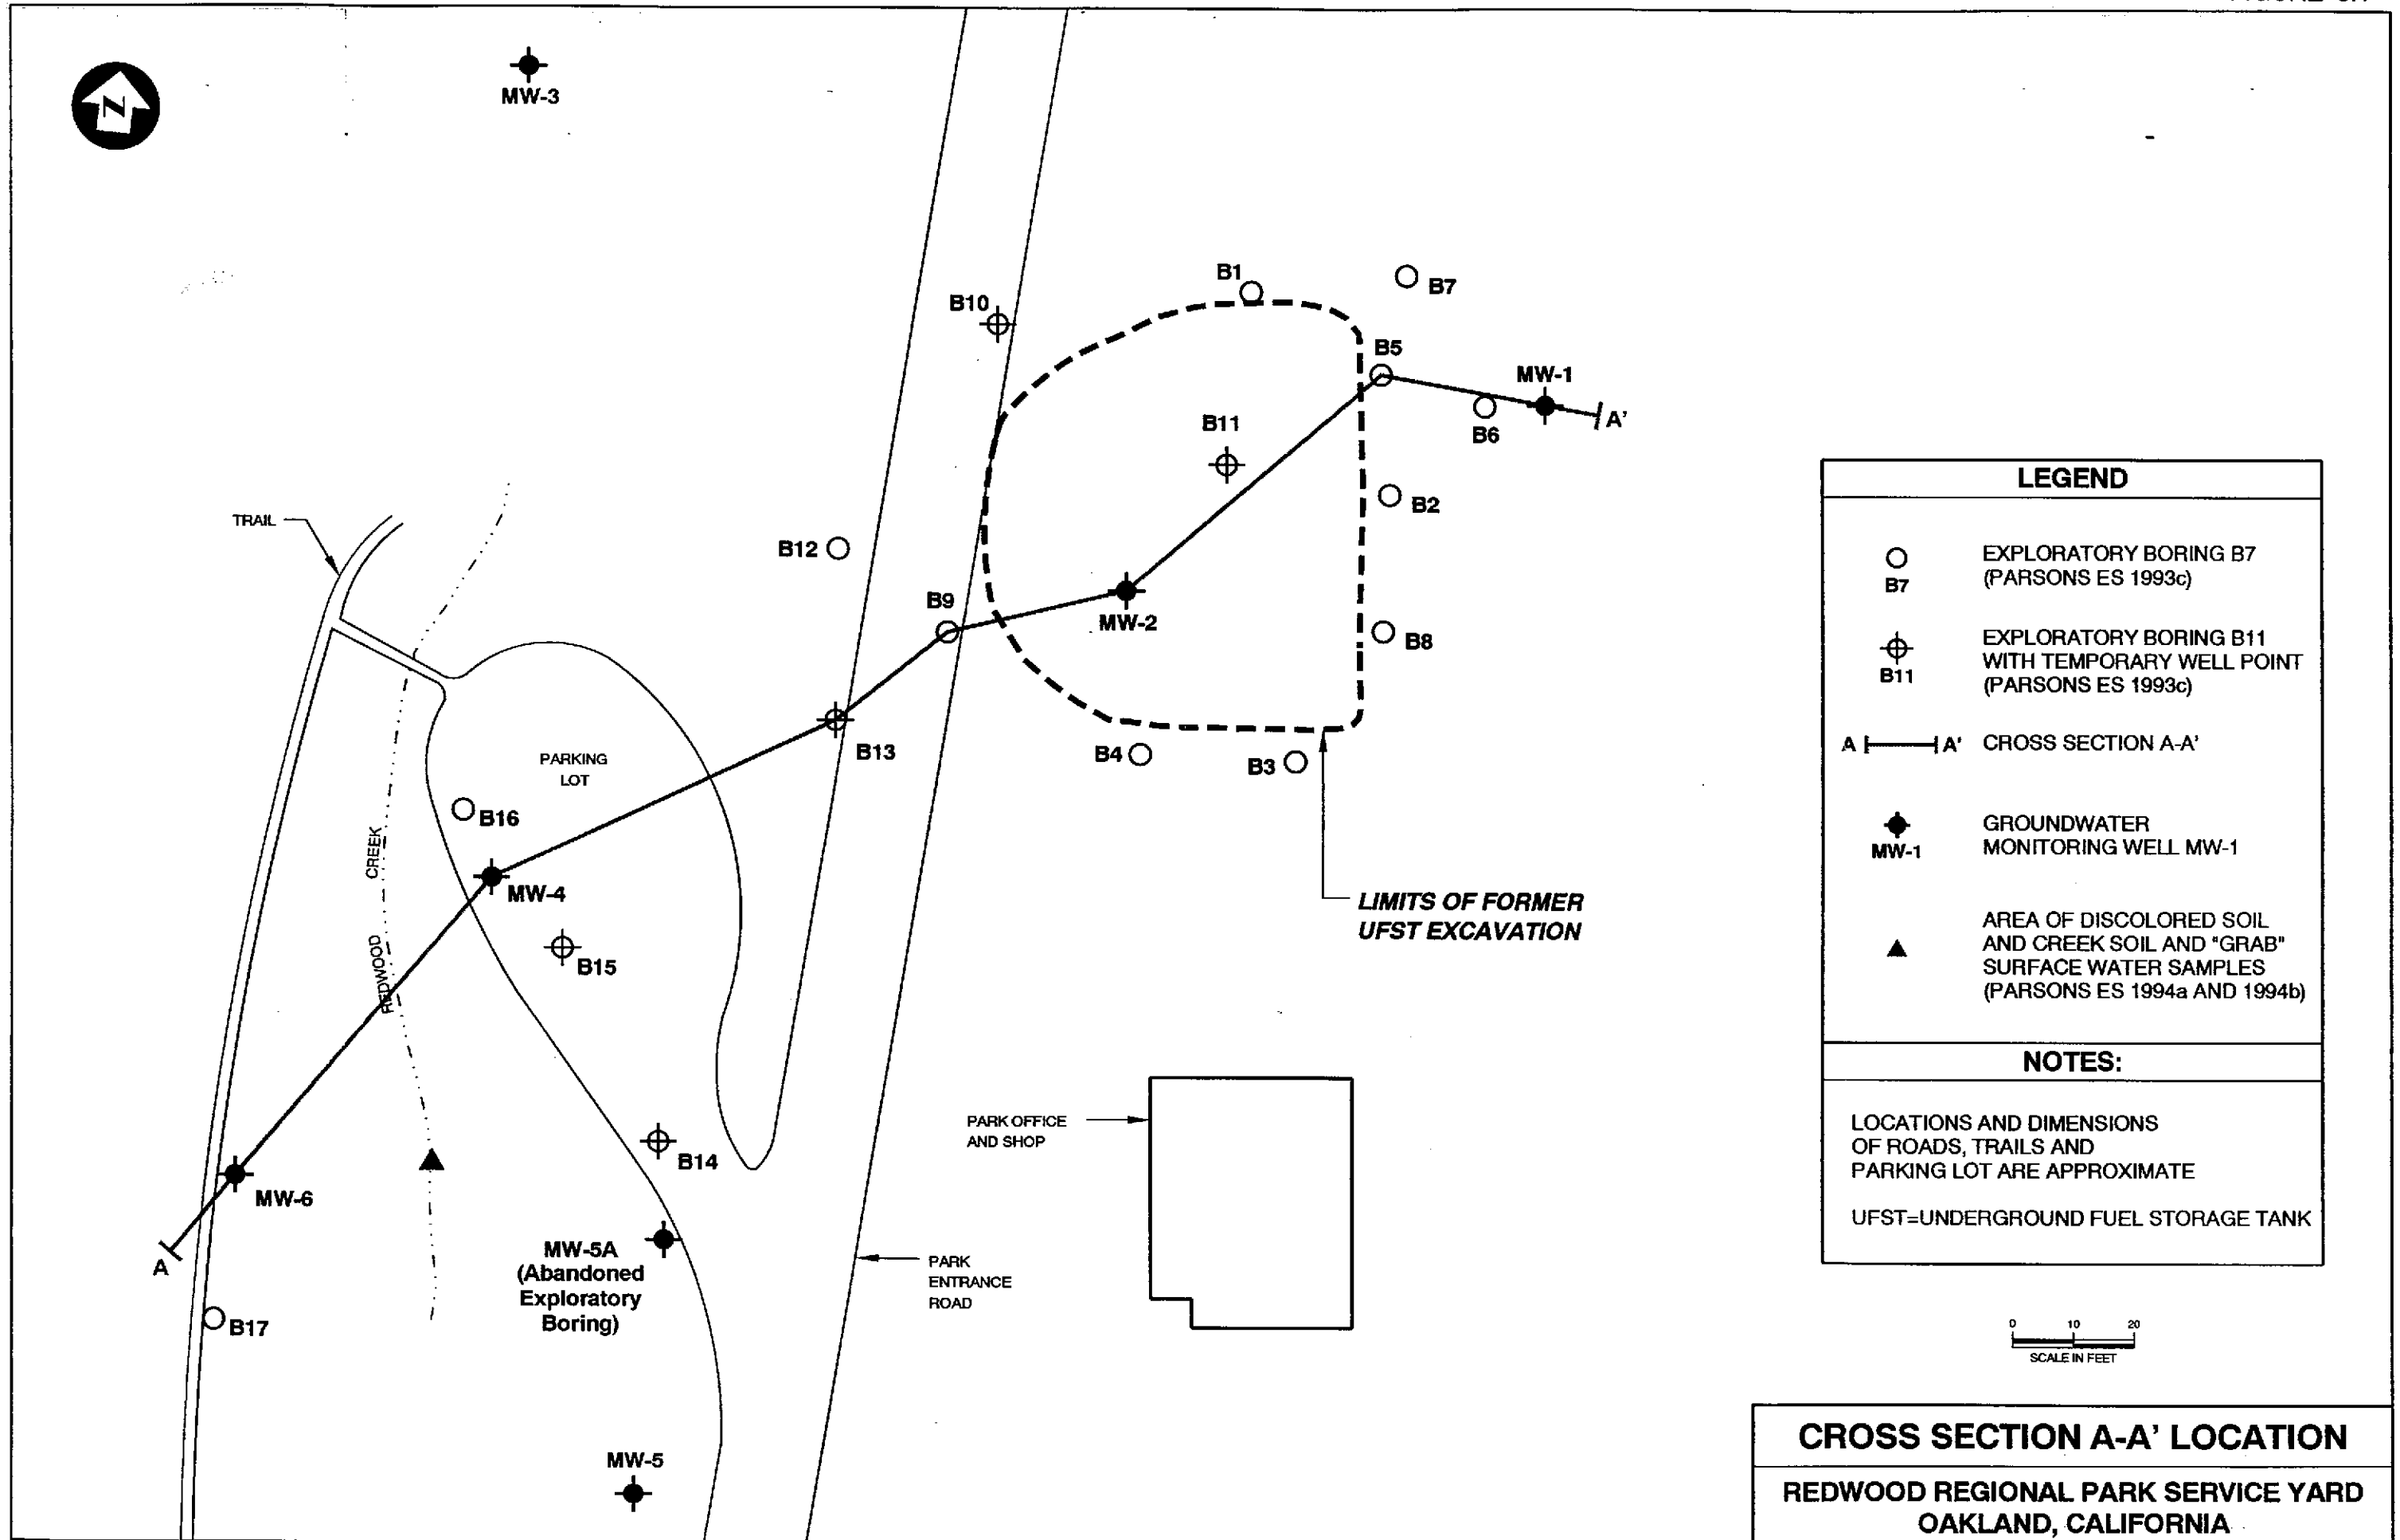 N
MW-3
B1
B7
B10
B5
MW-1
A'
B6
B11
B2
TRAIL
B12
B9
MW-2
B8
B13
B4
B3
PARKING
LOT
B16
REDWOOD CREEK
MW-4
B15
LIMITS OF FORMER
UFST EXCAVATION
B14
MW-6
A
MW-5A
(Abandoned
Exploratory
Boring)
B17
PARK OFFICE
AND SHOP
PARK
ENTRANCE
ROAD
MW-5
LEGEND
B7
EXPLORATORY BORING B7
(PARSONS ES 1993c)
B11
EXPLORATORY BORING B11
WITH TEMPORARY WELL POINT
(PARSONS ES 1993c)
A A' CROSS SECTION A-A'
MW-1
GROUNDWATER
MONITORING WELL MW-1
AREA OF DISCOLORED SOIL
AND CREEK SOIL AND "GRAB"
SURFACE WATER SAMPLES
(PARSONS ES 1994a AND 1994b)
NOTES:
LOCATIONS AND DIMENSIONS
OF ROADS, TRAILS AND
PARKING LOT ARE APPROXIMATE
UFST=UNDERGROUND FUEL STORAGE TANK
0 10 20
SCALE IN FEET
CROSS SECTION A-A' LOCATION
REDWOOD REGIONAL PARK SERVICE YARD
OAKLAND, CALIFORNIA